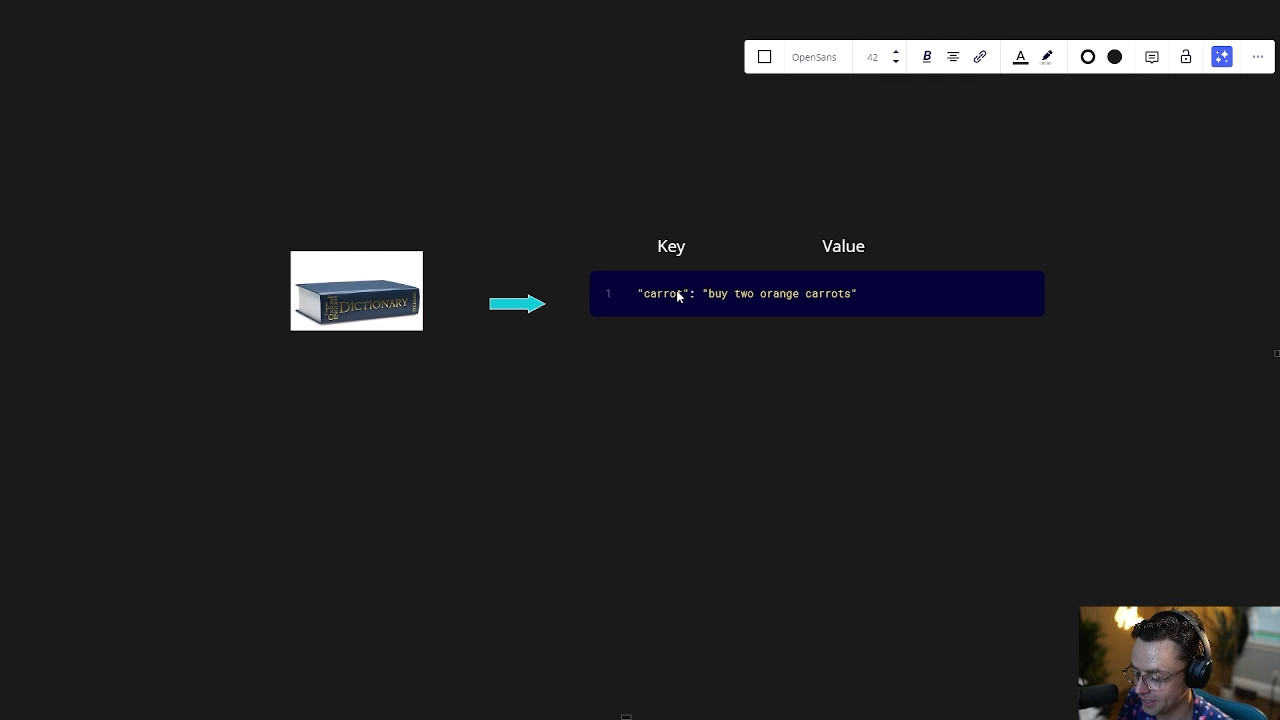 OpenSans 42 B A
Key Value
1 "carrot": "buy two orange carrots"
DICTIONARY